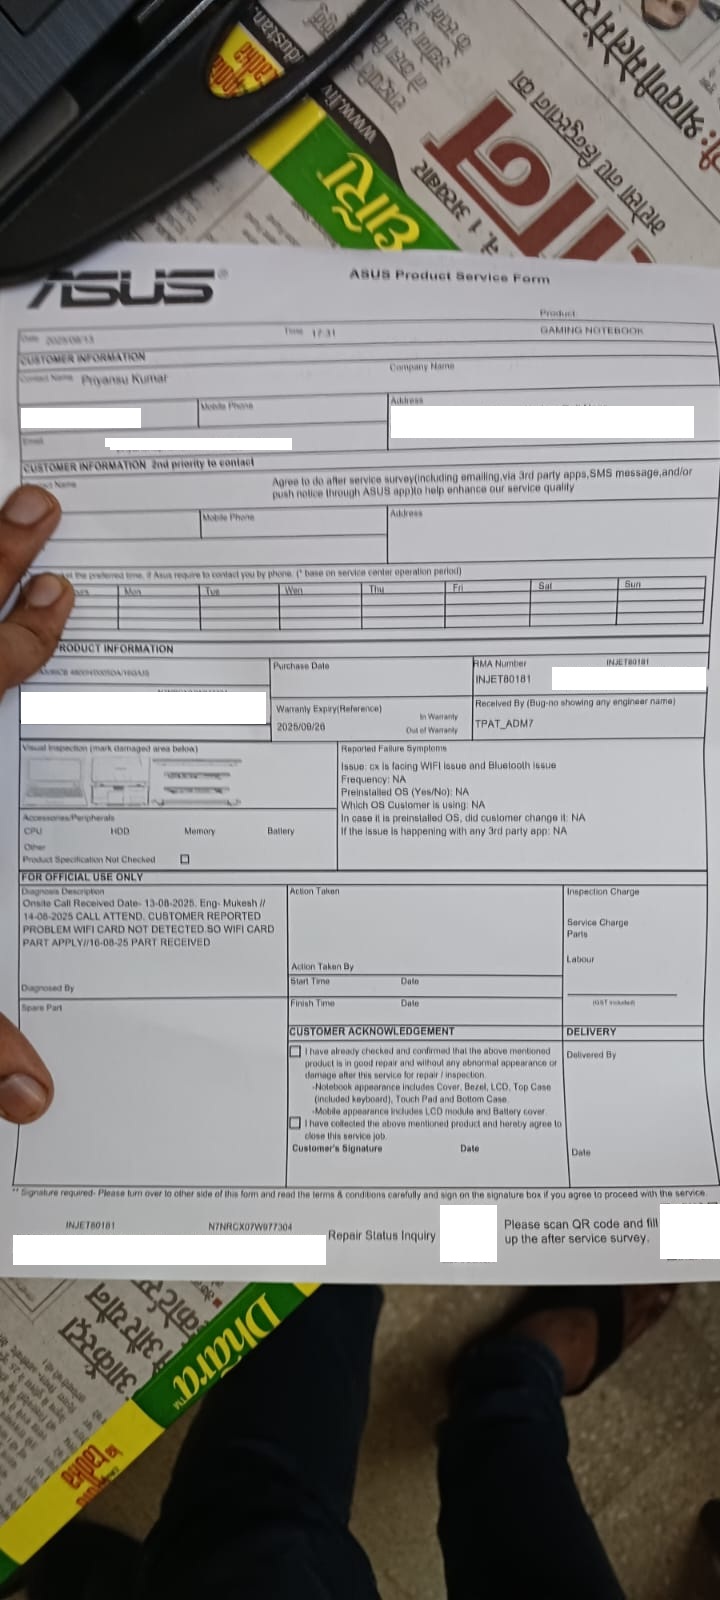 dustan.
www.liv
धारा
नं. 1 अखबार
भरोसा नए हिन्दुस्तान का
ASUS®
ASUS Product Service Form
Product:
Date 2025/08/13
Time 17:31
GAMING NOTEBOOK
CUSTOMER INFORMATION
Contact Name Priyansu Kumar
Company Name
Mobile Phone
Address
Email
CUSTOMER INFORMATION 2nd priority to contact
Name
Agree to do after service survey(including emailing,via 3rd party apps,SMS message,and/or
push notice through ASUS app)to help enhance our service quality
Mobile Phone
Address
the preferred time, if Asus require to contact you by phone. (* base on service center operation period)
Mon Tue Wen Thu Fri Sat Sun
RODUCT INFORMATION
Purchase Date
RMA Number INJET80181
INJET80181
Warranty Expiry(Reference)
2025/09/26
In Warranty
Out of Warranty
Received By (Bug-no showing any engineer name)
TPAT_ADM7
Visual Inspection (mark damaged area below)
Reported Failure Symptoms
Issue: cx is facing WIFI issue and Bluetooth issue
Frequency: NA
Preinstalled OS (Yes/No): NA
Which OS Customer is using: NA
In case it is preinstalled OS, did customer change it: NA
If the issue is happening with any 3rd party app: NA
Accessories/Peripherals
CPU HDD Memory Battery
Other
Product Specification Not Checked
FOR OFFICIAL USE ONLY
Diagnosis Description
Onsite Call Received Date- 13-08-2025. Eng- Mukesh //
14-08-2025 CALL ATTEND. CUSTOMER REPORTED
PROBLEM WIFI CARD NOT DETECTED.SO WIFI CARD
PART APPLY//16-08-25 PART RECEIVED
Diagnosed By
Spare Part
Action Taken
Action Taken By
Start Time Date
Finish Time Date
Inspection Charge
Service Charge
Parts
Labour
(GST included)
CUSTOMER ACKNOWLEDGEMENT
I have already checked and confirmed that the above mentioned
product is in good repair and without any abnormal appearance or
damage after this service for repair / inspection.
-Notebook appearance includes Cover, Bezel, LCD, Top Case
(included keyboard), Touch Pad and Bottom Case.
-Mobile appearance includes LCD module and Battery cover.
I have collected the above mentioned product and hereby agree to
close this service job.
Customer's Signature Date
DELIVERY
Delivered By
Date
** Signature required- Please turn over to other side of this form and read the terms & conditions carefully and sign on the signature box if you agree to proceed with the service.
INJET80181
N7NRCX07W977304
Repair Status Inquiry
Please scan QR code and fill
up the after service survey.
Dhara™